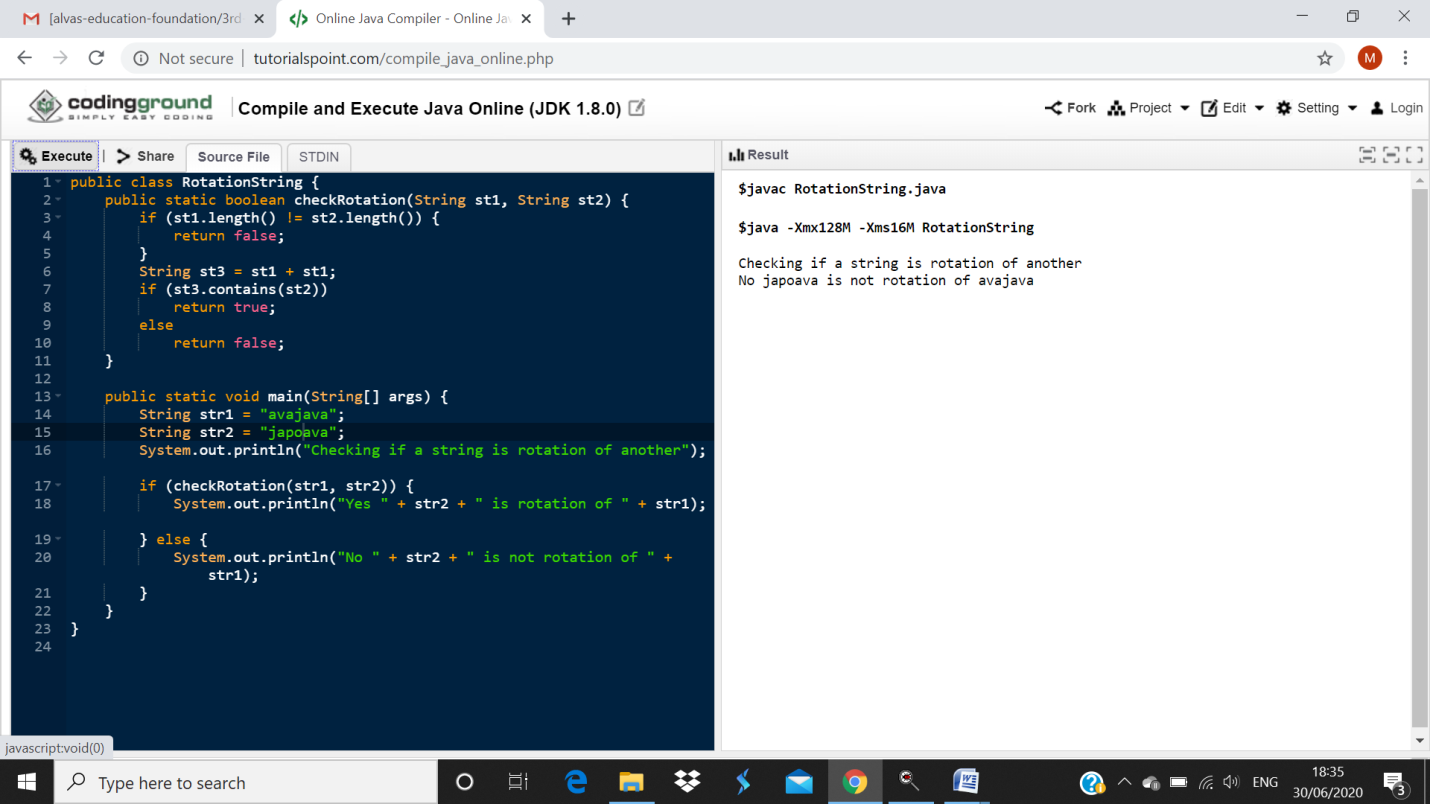 [alvas-education-foundation/3rd
Online Java Compiler - Online Jav
Not secure | tutorialspoint.com/compile_java_online.php
M
codingground
SIMPLY EASY CODING
Compile and Execute Java Online (JDK 1.8.0)
Fork Project Edit Setting Login
Execute | Share Source File STDIN
1 public class RotationString {
2 public static boolean checkRotation(String st1, String st2) {
3 if (st1.length() != st2.length()) {
4 return false;
5 }
6 String st3 = st1 + st1;
7 if (st3.contains(st2))
8 return true;
9 else
10 return false;
11 }
12
13 public static void main(String[] args) {
14 String str1 = "avajava";
15 String str2 = "japoava";
16 System.out.println("Checking if a string is rotation of another");
17 if (checkRotation(str1, str2)) {
18 System.out.println("Yes " + str2 + " is rotation of " + str1);
19 } else {
20 System.out.println("No " + str2 + " is not rotation of " +
str1);
21 }
22 }
23 }
24
Result
$javac RotationString.java
$java -Xmx128M -Xms16M RotationString
Checking if a string is rotation of another
No japoava is not rotation of avajava
javascript:void(0)
Type here to search
ENG
18:35
30/06/2020
3